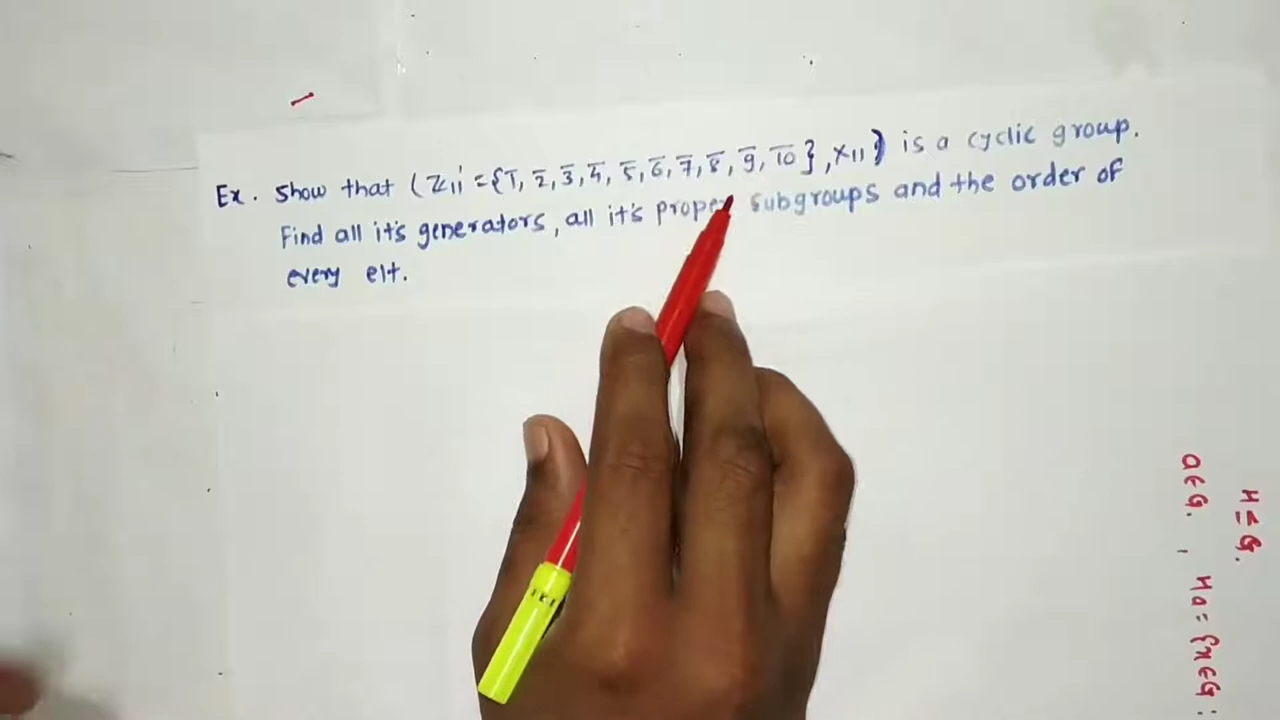 Ex. Show that (Z₁₁' = {1̅, 2̅, 3̅, 4̅, 5̅, 6̅, 7̅, 8̅, 9̅, 1̅0̅}, ×₁₁) is a cyclic group.
Find all it's generators, all it's proper subgroups and the order of
every elt.
H ≤ G.
a ∈ G. , Ha = {x ∈ G :